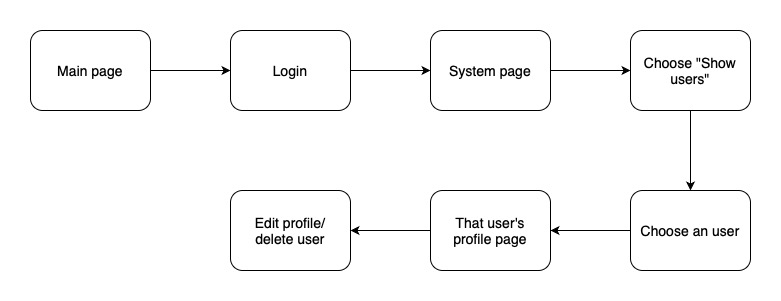 Main page
Login
System page
Choose "Show
users"
Edit profile/
delete user
That user's
profile page
Choose an user